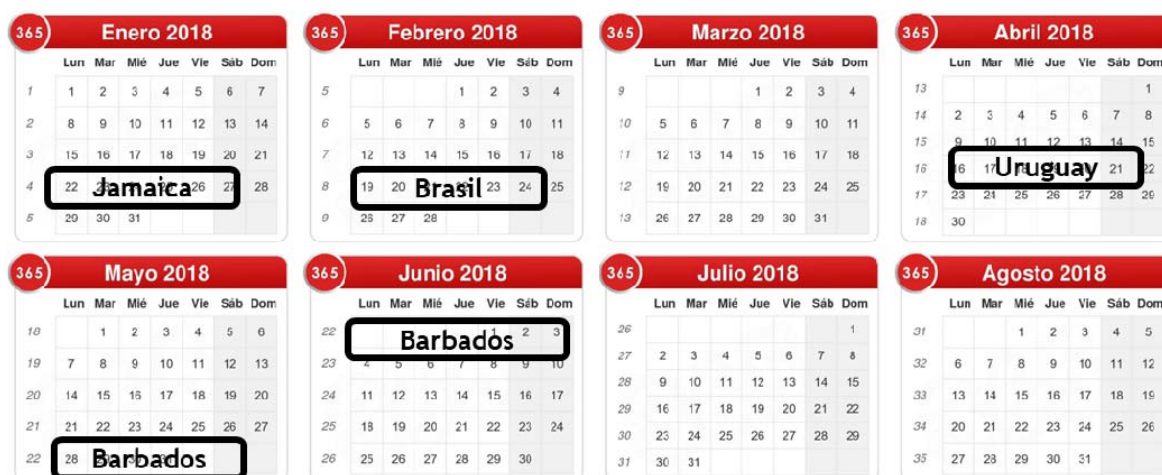 365 Enero 2018
Lun Mar Mié Jue Vie Sáb Dom
1 1 2 3 4 5 6 7
2 8 9 10 11 12 13 14
3 15 16 17 18 19 20 21
4 22 Jamaica 26 27 28
5 29 30 31
365 Febrero 2018
Lun Mar Mié Jue Vie Sáb Dom
5 1 2 3 4
6 5 6 7 8 9 10 11
7 12 13 14 15 16 17 18
8 19 20 Brasil 23 24 25
9 26 27 28
365 Marzo 2018
Lun Mar Mié Jue Vie Sáb Dom
9 1 2 3 4
10 5 6 7 8 9 10 11
11 12 13 14 15 16 17 18
12 19 20 21 22 23 24 25
13 26 27 28 29 30 31
365 Abril 2018
Lun Mar Mié Jue Vie Sáb Dom
13 1
14 2 3 4 5 6 7 8
15 9 10 11 12 13 14 15
16 16 17 Uruguay 21 22
17 23 24 25 26 27 28 29
18 30
365 Mayo 2018
Lun Mar Mié Jue Vie Sáb Dom
18 1 2 3 4 5 6
19 7 8 9 10 11 12 13
20 14 15 16 17 18 19 20
21 21 22 23 24 25 26 27
22 28 Barbados
365 Junio 2018
Lun Mar Mié Jue Vie Sáb Dom
22 Barbados 1 2 3
23 4 5 6 7 8 9 10
24 11 12 13 14 15 16 17
25 18 19 20 21 22 23 24
26 25 26 27 28 29 30
365 Julio 2018
Lun Mar Mié Jue Vie Sáb Dom
26 1
27 2 3 4 5 6 7 8
28 9 10 11 12 13 14 15
29 16 17 18 19 20 21 22
30 23 24 25 26 27 28 29
31 30 31
365 Agosto 2018
Lun Mar Mié Jue Vie Sáb Dom
31 1 2 3 4 5
32 6 7 8 9 10 11 12
33 13 14 15 16 17 18 19
34 20 21 22 23 24 25 26
35 27 28 29 30 31